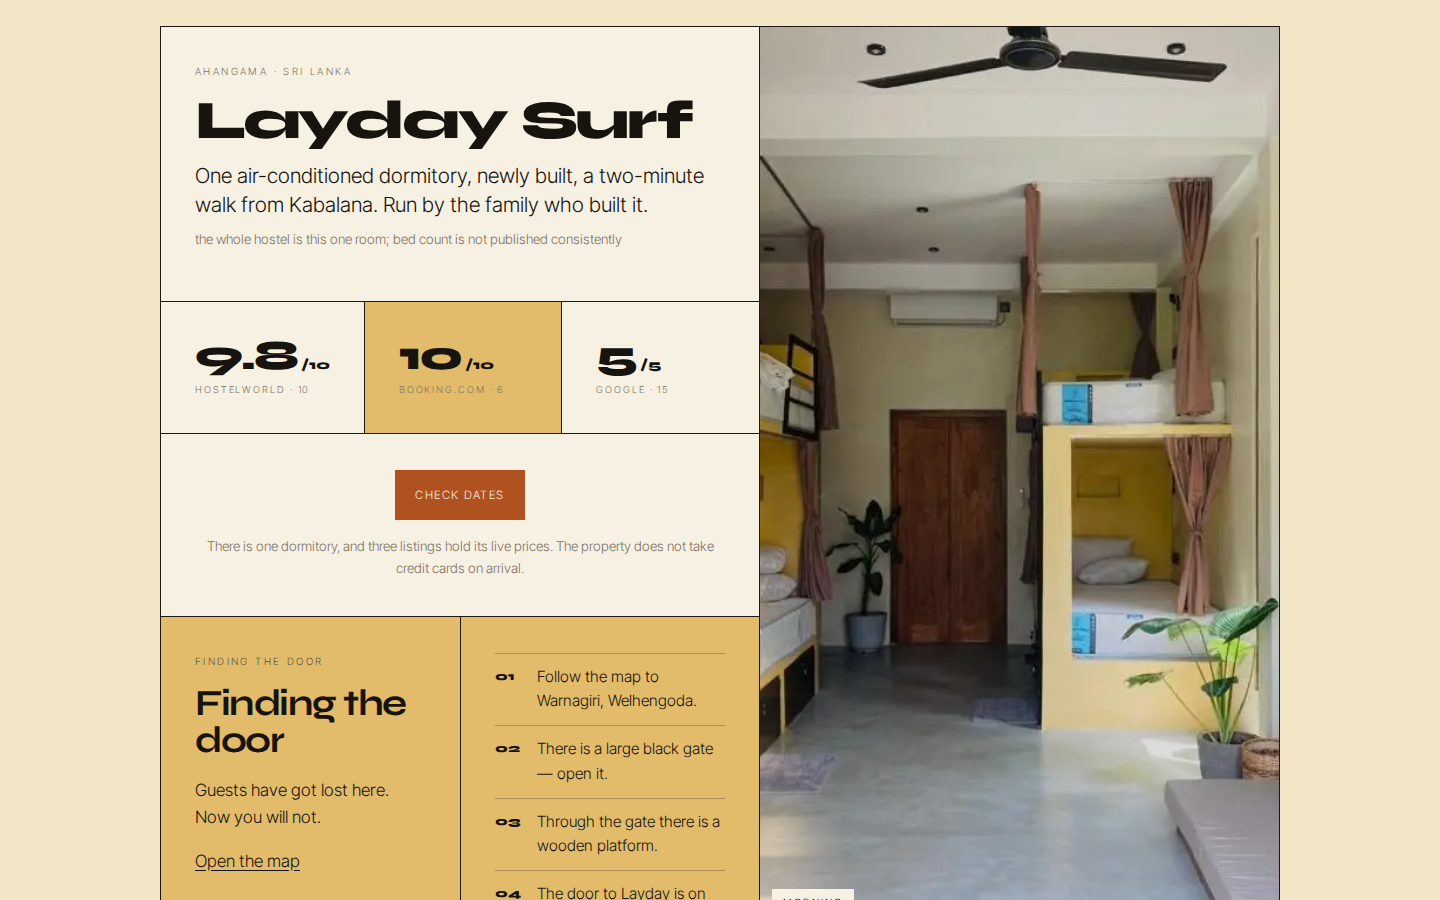 AHANGAMA · SRI LANKA
Layday Surf
One air-conditioned dormitory, newly built, a two-minute
walk from Kabalana. Run by the family who built it.
the whole hostel is this one room; bed count is not published consistently
9.8/10
HOSTELWORLD · 10
10/10
BOOKING.COM · 6
5/5
GOOGLE · 15
CHECK DATES
There is one dormitory, and three listings hold its live prices. The property does not take
credit cards on arrival.
FINDING THE DOOR
Finding the
door
Guests have got lost here.
Now you will not.
Open the map
01 Follow the map to
Warnagiri, Welhengoda.
02 There is a large black gate
— open it.
03 Through the gate there is a
wooden platform.
04 The door to Layday is on